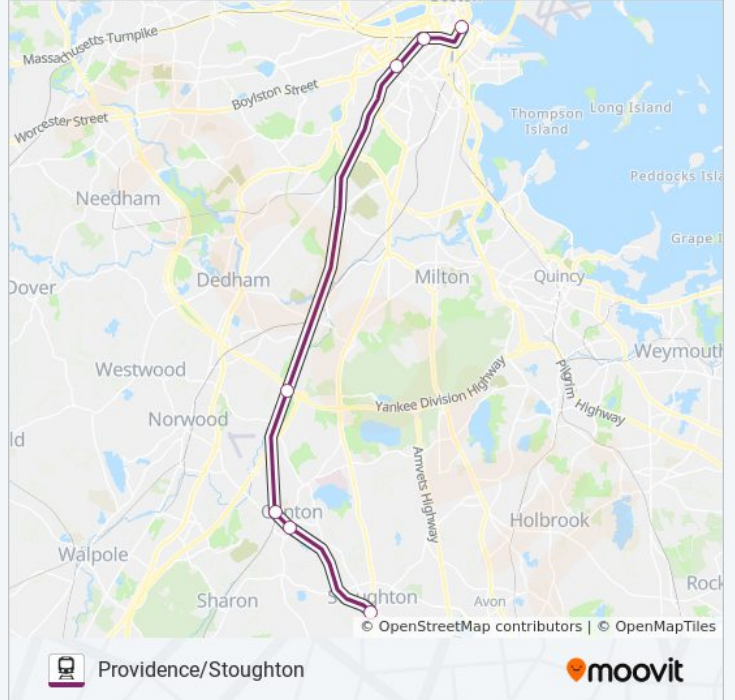 Massachusetts Turnpike
Boylston Street
Worcester Street
Thompson
Island
Long Island
Peddocks Isla
Needham
Grape I
Dover
Dedham
Milton
Quincy
Westwood
Weymouth
Norwood
Yankee Division Highway
Pilgrim
Highway
ld
Amvets Highway
Canton
Holbrook
Walpole
Sharon
Stoughton
Avon
Rock
© OpenStreetMap contributors | © OpenMapTiles
Providence/Stoughton
moovit